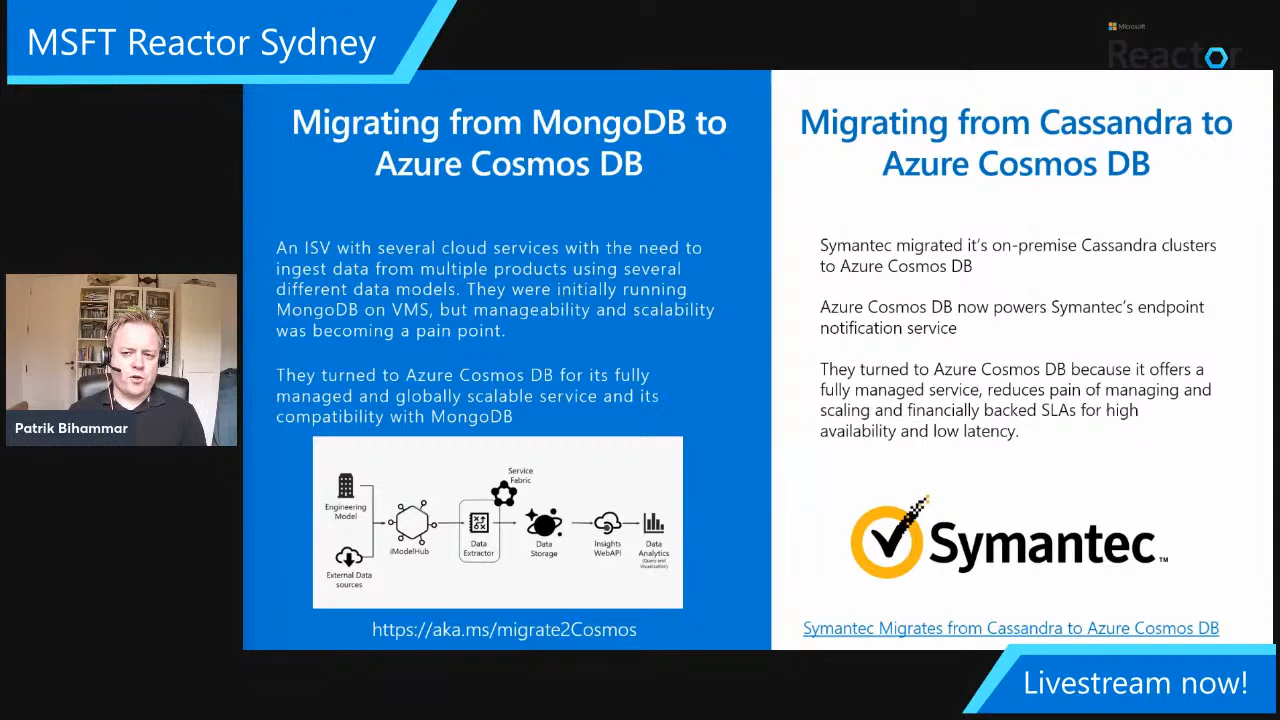 MSFT Reactor Sydney
Microsoft
Reactor
Migrating from MongoDB to
Azure Cosmos DB
An ISV with several cloud services with the need to
ingest data from multiple products using several
different data models. They were initially running
MongoDB on VMS, but manageability and scalability
was becoming a pain point.
They turned to Azure Cosmos DB for its fully
managed and globally scalable service and its
compatibility with MongoDB
Engineering
Model
External Data
sources
iModelHub
Service
Fabric
Data
Extractor
Data
Storage
Insights
WebAPI
Data
Analytics
(Query and
Visualization)
https://aka.ms/migrate2Cosmos
Migrating from Cassandra to
Azure Cosmos DB
Symantec migrated it's on-premise Cassandra clusters
to Azure Cosmos DB
Azure Cosmos DB now powers Symantec's endpoint
notification service
They turned to Azure Cosmos DB because it offers a
fully managed service, reduces pain of managing and
scaling and financially backed SLAs for high
availability and low latency.
Symantec™
Symantec Migrates from Cassandra to Azure Cosmos DB
Patrik Bihammar
Livestream now!